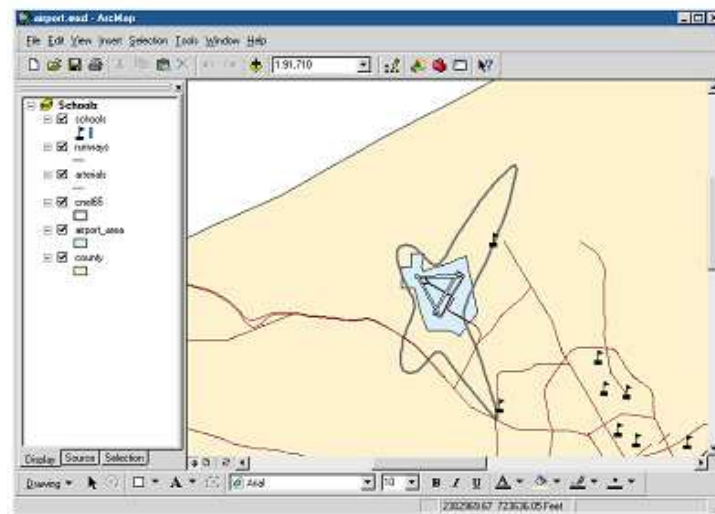 airport.mxd - ArcMap
File Edit View Insert Selection Tools Window Help
1:91,710
Schools
schools
runways
arterials
cnel65
airport_area
county
Display Source Selection
Drawing Arial 10 B I U A
2302969.67 723636.05 Feet